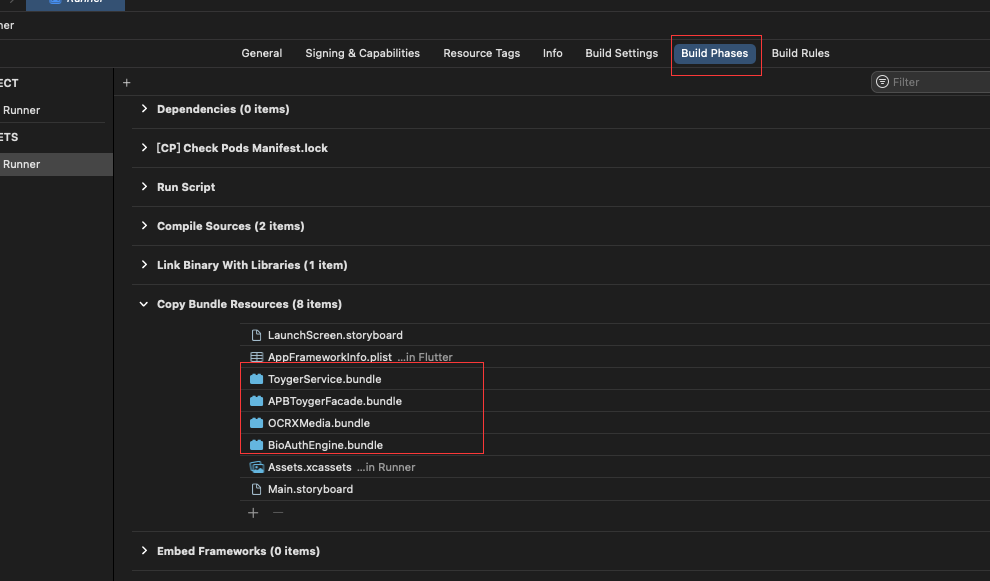 Runner
ner
General Signing & Capabilities Resource Tags Info Build Settings Build Phases Build Rules
ECT
+ Filter
Runner
ETS
Runner
Dependencies (0 items)
[CP] Check Pods Manifest.lock
Run Script
Compile Sources (2 items)
Link Binary With Libraries (1 item)
Copy Bundle Resources (8 items)
LaunchScreen.storyboard
AppFrameworkInfo.plist ...in Flutter
ToygerService.bundle
APBToygerFacade.bundle
OCRXMedia.bundle
BioAuthEngine.bundle
Assets.xcassets ...in Runner
Main.storyboard
+ —
Embed Frameworks (0 items)